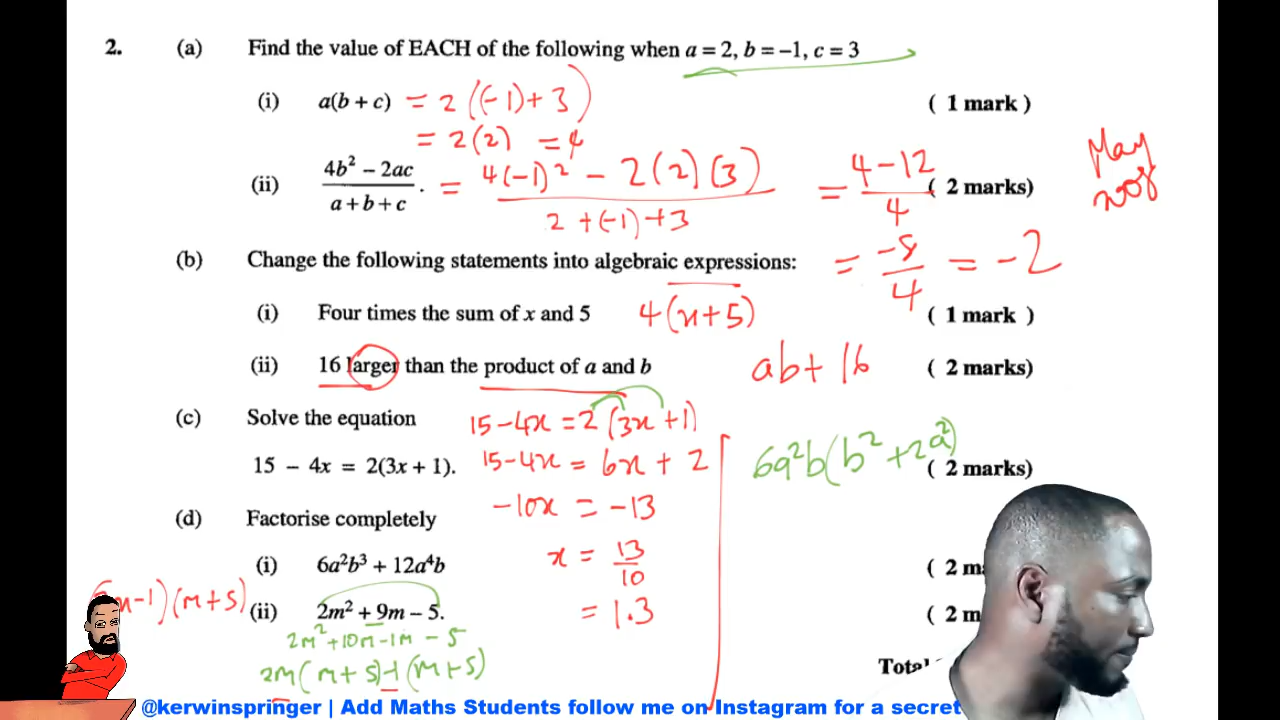 2. (a) Find the value of EACH of the following when a = 2, b = −1, c = 3
(i) a(b + c) = 2((-1)+3) ( 1 mark )
= 2(2) = 4
(ii) 4b² − 2ac / a + b + c . = 4(-1)² - 2(2)(3) / 2+(-1)+3 = 4-12 / 4 ( 2 marks)
May
= -8/4 = -2
(b) Change the following statements into algebraic expressions:
(i) Four times the sum of x and 5 4(x+5) ( 1 mark )
(ii) 16 larger than the product of a and b ab+16 ( 2 marks)
(c) Solve the equation 15-4x = 2(3x+1)
15 − 4x = 2(3x + 1). 15-4x = 6x + 2 6a²b(b²+2a²) ( 2 marks)
-10x = -13
(d) Factorise completely
x = 13/10
(i) 6a²b³ + 12a⁴b ( 2
m-1)(m+5) (ii) 2m² + 9m − 5. = 1.3 ( 2
2m²+10m-1m-5
2m(m+5)-1(m+5)
Total
@kerwinspringer | Add Maths Students follow me on Instagram for a secret